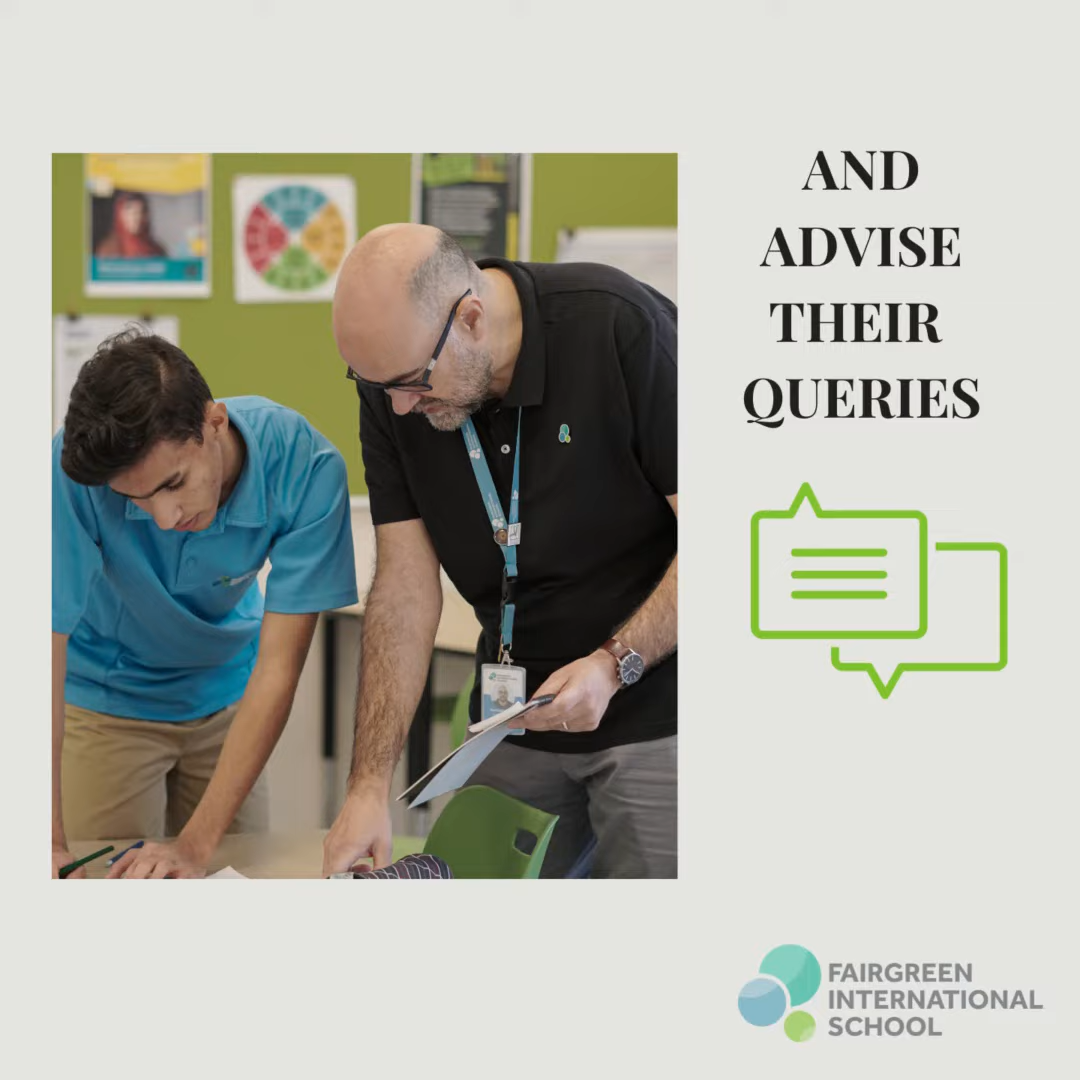 AND
ADVISE
THEIR
QUERIES
FAIRGREEN
INTERNATIONAL
SCHOOL